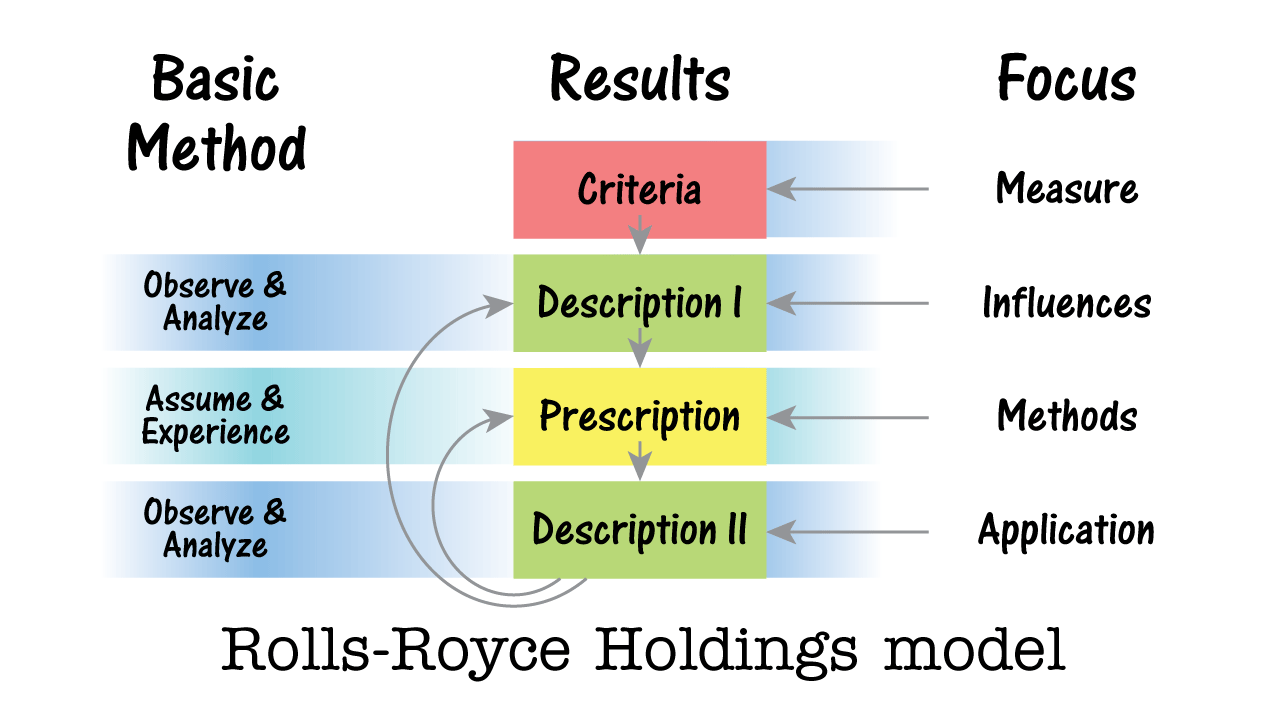 Basic
Method
Results
Focus
Criteria
Measure
Observe &
Analyze
Description I
Influences
Assume &
Experience
Prescription
Methods
Observe &
Analyze
Description II
Application
Rolls-Royce Holdings model